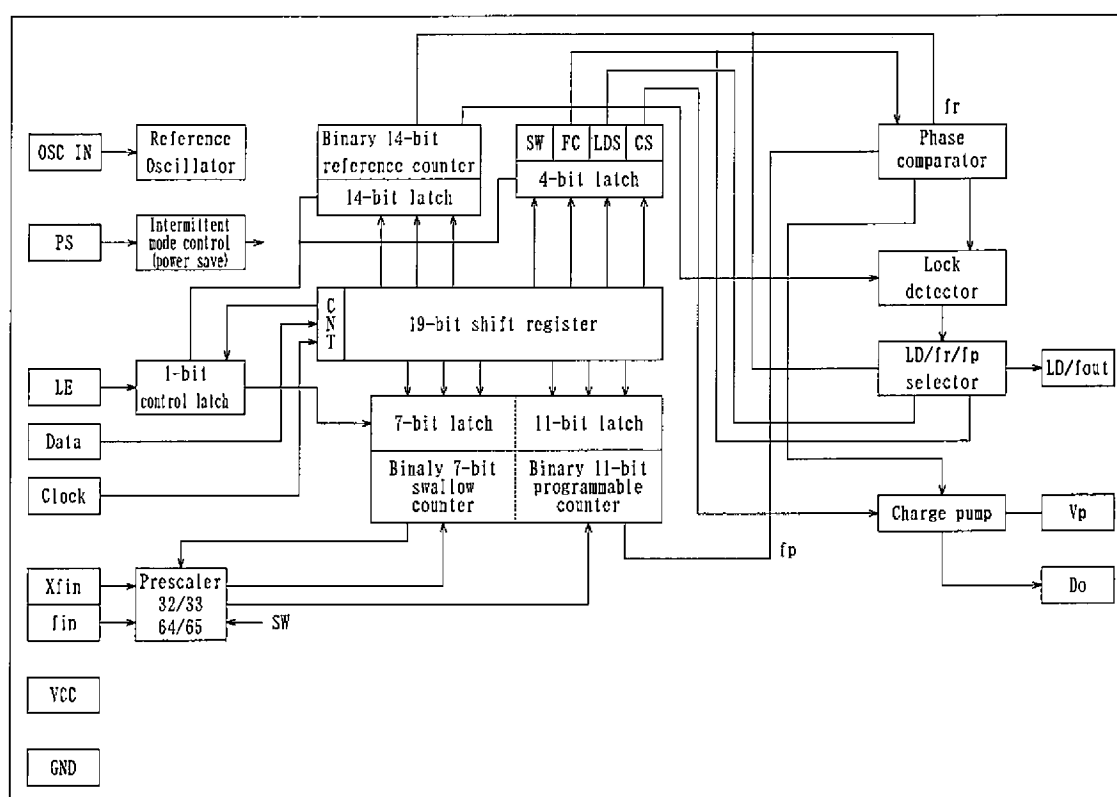 fr
OSC IN
Reference
Oscillator
Binary 14-bit
reference counter
14-bit latch
SW
FC
LDS
CS
4-bit latch
Phase
comparator
PS
Intermittent
mode control
(power save)
Lock
detector
CNT
19-bit shift register
LE
1-bit
control latch
LD/fr/fp
selector
LD/fout
Data
7-bit latch
11-bit latch
Clock
Binaly 7-bit
swallow
counter
Binary 11-bit
programmable
counter
Charge pump
Vp
fp
Xfin
fin
Prescaler
32/33
64/65
SW
Do
VCC
GND